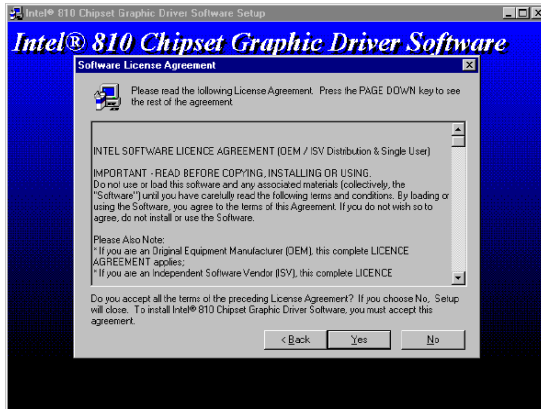 Intel® 810 Chipset Graphic Driver Software Setup
Intel® 810 Chipset Graphic Driver Software
Software License Agreement
Please read the following License Agreement. Press the PAGE DOWN key to see
the rest of the agreement.
INTEL SOFTWARE LICENCE AGREEMENT (OEM / ISV Distribution & Single User)
IMPORTANT - READ BEFORE COPYING, INSTALLING OR USING.
Do not use or load this software and any associated materials (collectively, the
"Software") until you have carefully read the following terms and conditions. By loading or
using the Software, you agree to the terms of this Agreement. If you do not wish to so
agree, do not install or use the Software.
Please Also Note:
* If you are an Original Equipment Manufacturer (OEM), this complete LICENCE
AGREEMENT applies;
* If you are an Independent Software Vendor (ISV), this complete LICENCE
Do you accept all the terms of the preceding License Agreement? If you choose No, Setup
will close. To install Intel® 810 Chipset Graphic Driver Software, you must accept this
agreement.
< Back Yes No